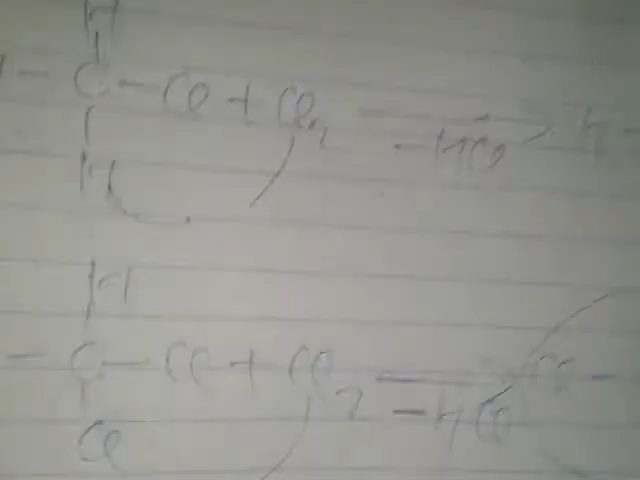 H
- C - Cl + Cl2 → H -
- HCl
H
H
- C - Cl + Cl2 → Cl -
- HCl
Cl